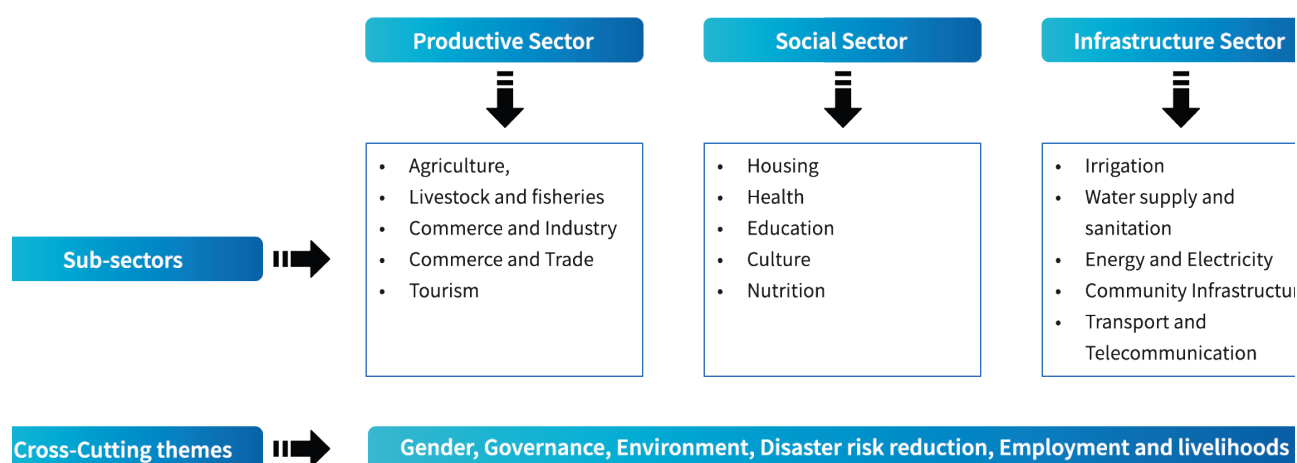 Productive Sector
Social Sector
Infrastructure Sector
• Agriculture,
• Livestock and fisheries
• Commerce and Industry
• Commerce and Trade
• Tourism
• Housing
• Health
• Education
• Culture
• Nutrition
• Irrigation
• Water supply and
sanitation
• Energy and Electricity
• Community
• Transport and
Telecommunication
Sub-sectors
Cross-Cutting themes
Gender, Governance, Environment, Disaster risk reduction, Employment and livelihoods